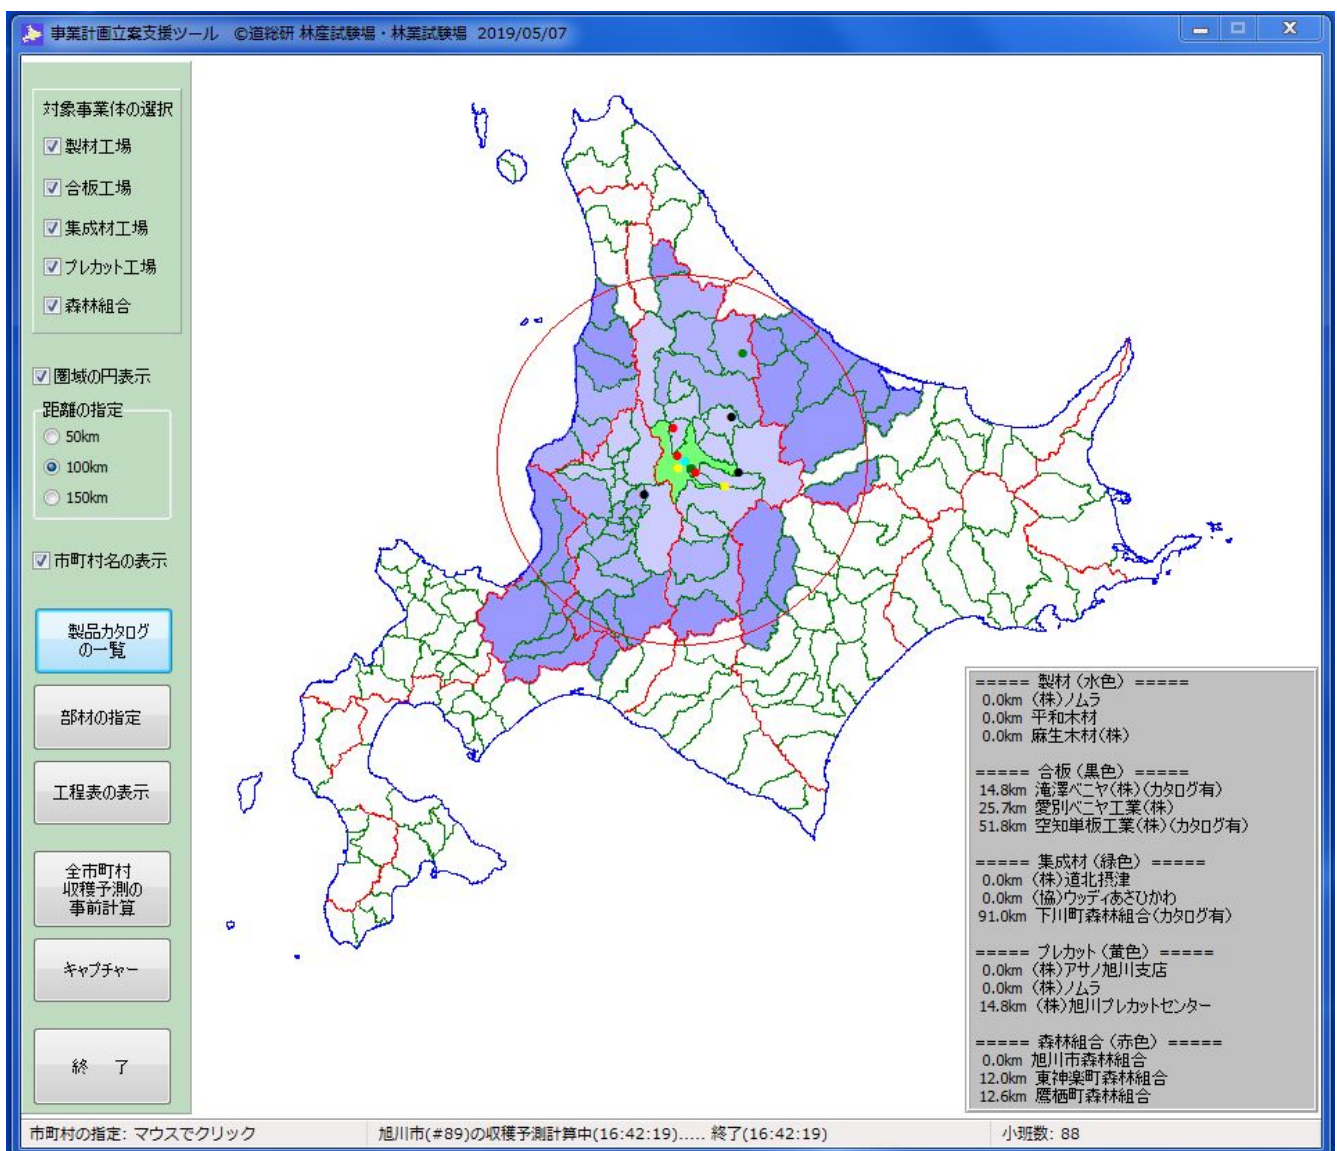 事業計画立案支援ツール ©道総研 林産試験場・林業試験場 2019/05/07
対象事業体の選択
製材工場
合板工場
集成材工場
プレカット工場
森林組合
圏域の円表示
距離の指定
50km
100km
150km
市町村名の表示
製品カタログ
の一覧
部材の指定
工程表の表示
全市町村
収穫予測の
事前計算
キャプチャー
終 了
===== 製材(水色) =====
0.0km (株)ノムラ
0.0km 平和木材
0.0km 麻生木材(株)
===== 合板(黒色) =====
14.8km 滝澤ベニヤ(株)(カタログ有)
25.7km 愛別ベニヤ工業(株)
51.8km 空知単板工業(株)(カタログ有)
===== 集成材(緑色) =====
0.0km (株)道北摂津
0.0km (協)ウッディあさひかわ
91.0km 下川町森林組合(カタログ有)
===== プレカット(黄色) =====
0.0km (株)アサノ旭川支店
0.0km (株)ノムラ
14.8km (株)旭川プレカットセンター
===== 森林組合(赤色) =====
0.0km 旭川市森林組合
12.0km 東神楽町森林組合
12.6km 鷹栖町森林組合
市町村の指定: マウスでクリック
旭川市(#89)の収穫予測計算中(16:42:19)..... 終了(16:42:19)
小班数: 88